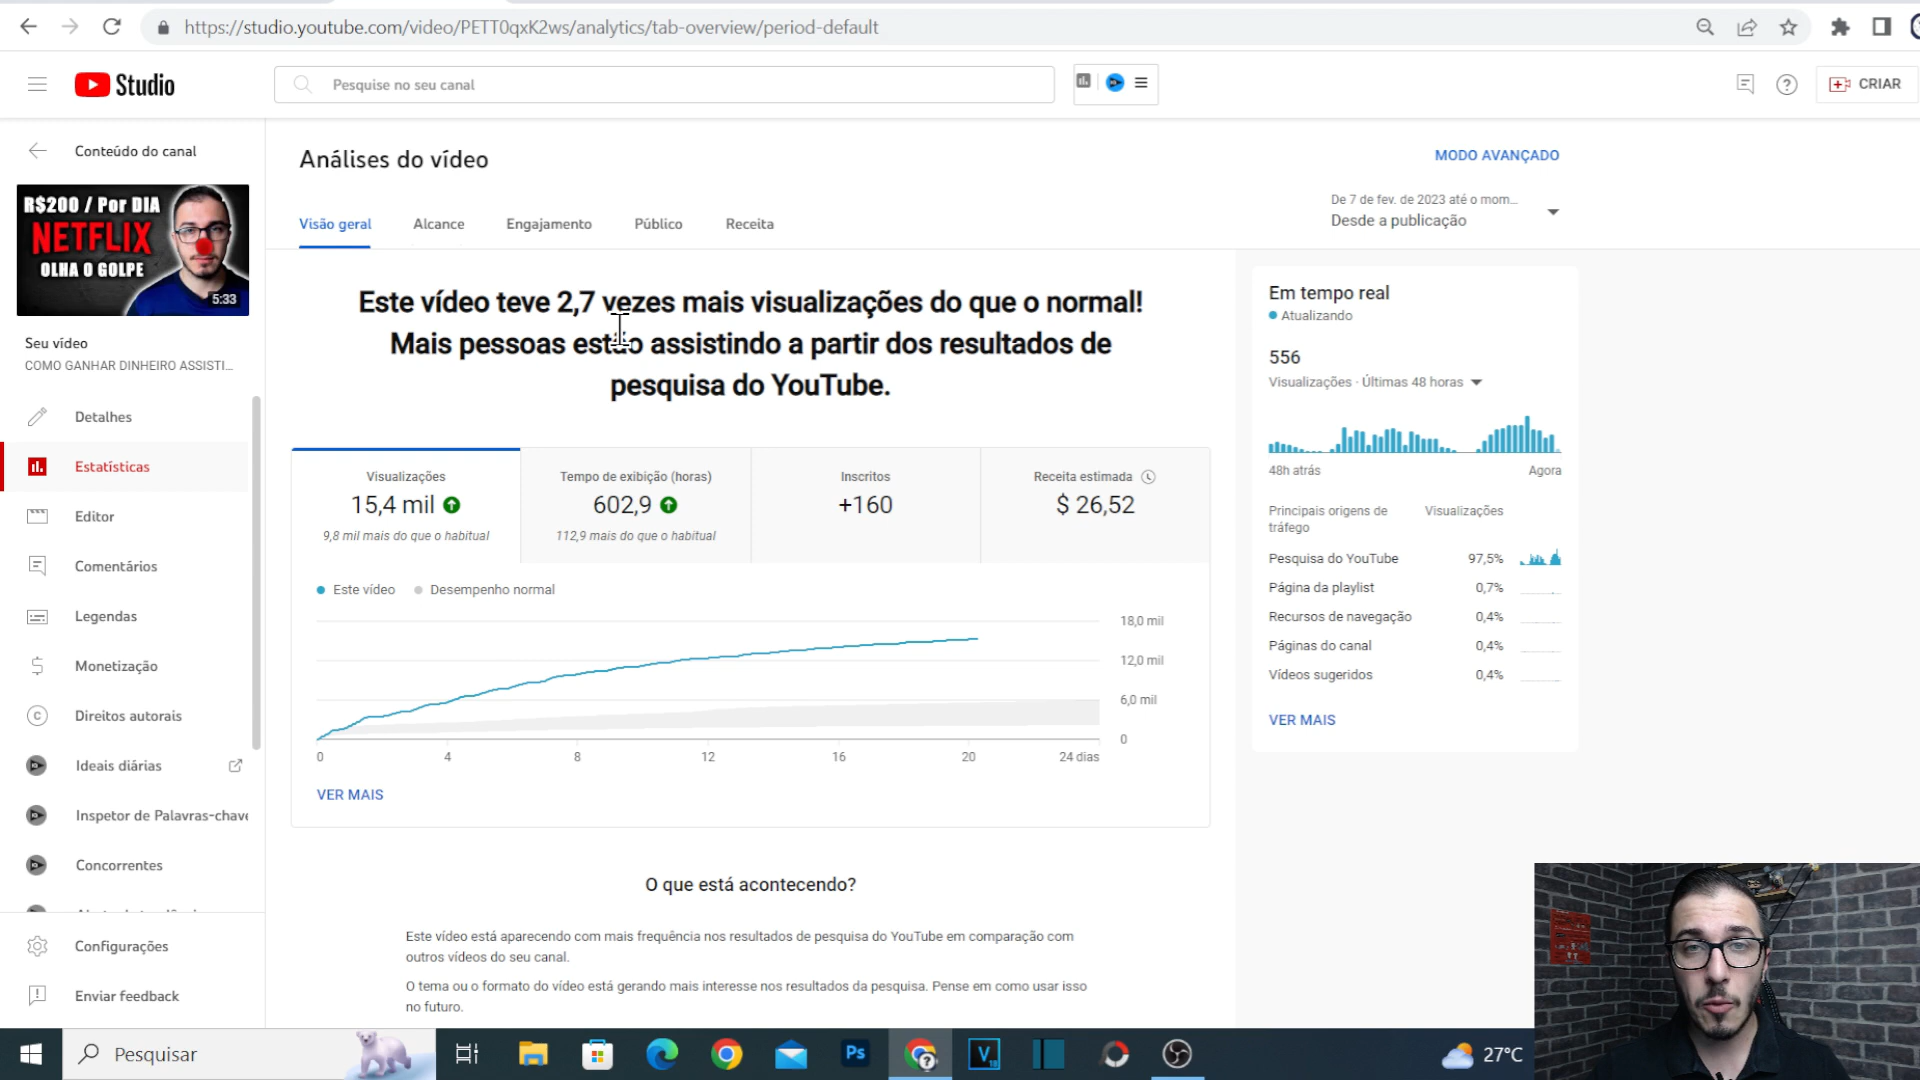 https://studio.youtube.com/video/PETT0qxK2ws/analytics/tab-overview/period-default
Studio
Pesquise no seu canal
CRIAR
Conteúdo do canal
R$200 / Por DIA
NETFLIX
OLHA O GOLPE
5:33
Seu vídeo
COMO GANHAR DINHEIRO ASSISTI...
Detalhes
Estatísticas
Editor
Comentários
Legendas
Monetização
Direitos autorais
Ideais diárias
Inspetor de Palavras-chave
Concorrentes
Configurações
Enviar feedback
Análises do vídeo
MODO AVANÇADO
Visão geral
Alcance
Engajamento
Público
Receita
De 7 de fev. de 2023 até o mom...
Desde a publicação
Este vídeo teve 2,7 vezes mais visualizações do que o normal!
Mais pessoas estão assistindo a partir dos resultados de
pesquisa do YouTube.
Visualizações
15,4 mil
9,8 mil mais do que o habitual
Tempo de exibição (horas)
602,9
112,9 mais do que o habitual
Inscritos
+160
Receita estimada
$ 26,52
Este vídeo
Desempenho normal
18,0 mil
12,0 mil
6,0 mil
0
0
4
8
12
16
20
24 dias
VER MAIS
O que está acontecendo?
Este vídeo está aparecendo com mais frequência nos resultados de pesquisa do YouTube em comparação com
outros vídeos do seu canal.
O tema ou o formato do vídeo está gerando mais interesse nos resultados da pesquisa. Pense em como usar isso
no futuro.
Em tempo real
Atualizando
556
Visualizações · Últimas 48 horas
48h atrás
Agora
Principais origens de
tráfego
Visualizações
Pesquisa do YouTube
97,5%
Página da playlist
0,7%
Recursos de navegação
0,4%
Páginas do canal
0,4%
Vídeos sugeridos
0,4%
VER MAIS
Pesquisar
Ps
V
27°C